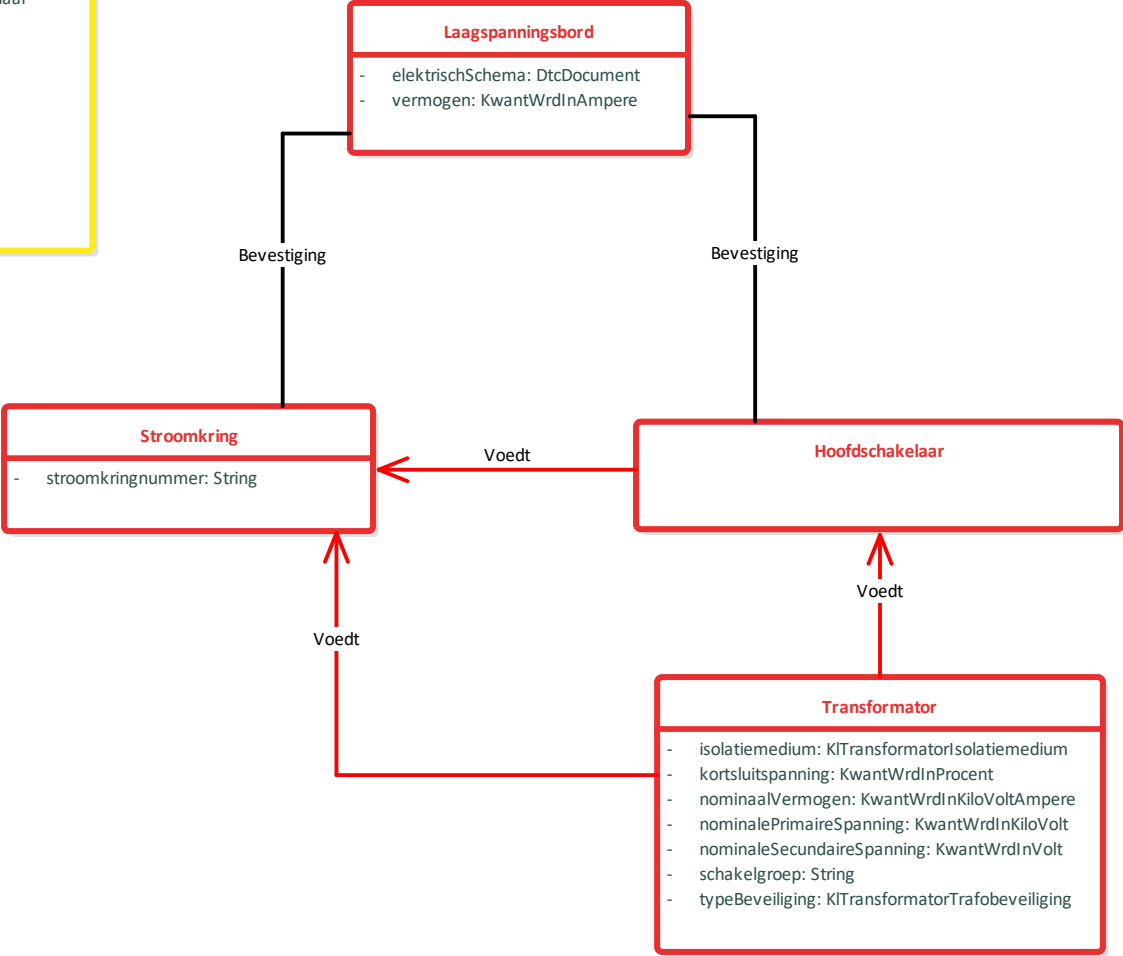 Laagspanningsbord
- elektrischSchema: DtcDocument
- vermogen: KwantWrdInAmpere
Bevestiging
Bevestiging
Stroomkring
- stroomkringnummer: String
Voedt
Hoofdschakelaar
Voedt
Voedt
Transformator
- isolatiemedium: KlTransformatorIsolatiemedium
- kortsluitspanning: KwantWrdInProcent
- nominaalVermogen: KwantWrdInKiloVoltAmpere
- nominalePrimaireSpanning: KwantWrdInKiloVolt
- nominaleSecundaireSpanning: KwantWrdInVolt
- schakelgroep: String
- typeBeveiliging: KlTransformatorTrafobeveiliging